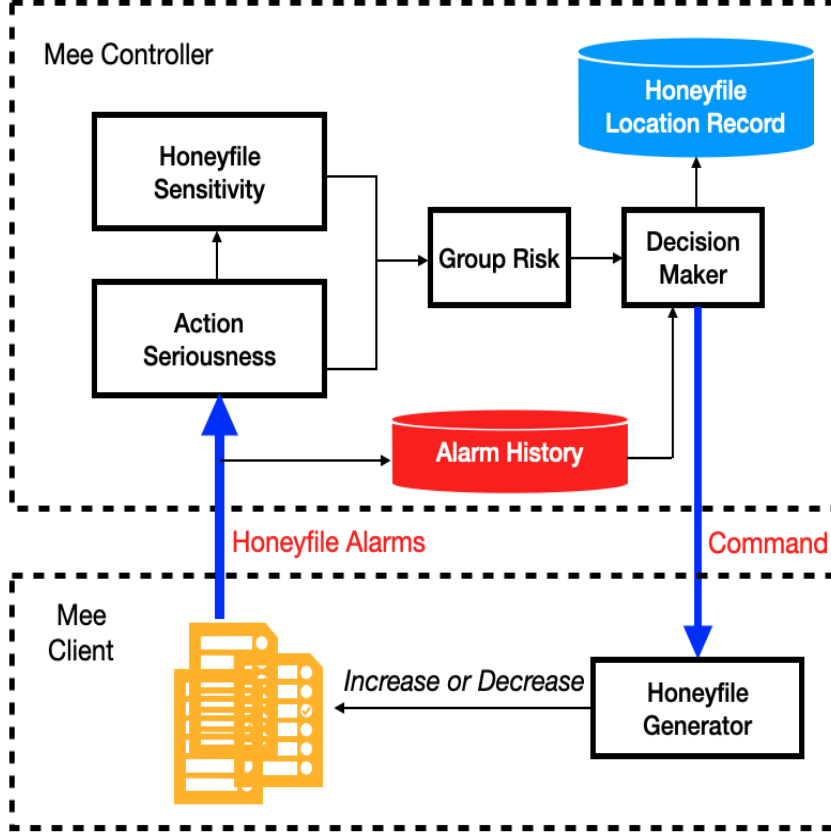 Mee Controller
Honeyfile
Location Record
Honeyfile
Sensitivity
Group Risk
Decision
Maker
Action
Seriousness
Alarm History
Honeyfile Alarms
Command
Mee
Client
Increase or Decrease
Honeyfile
Generator